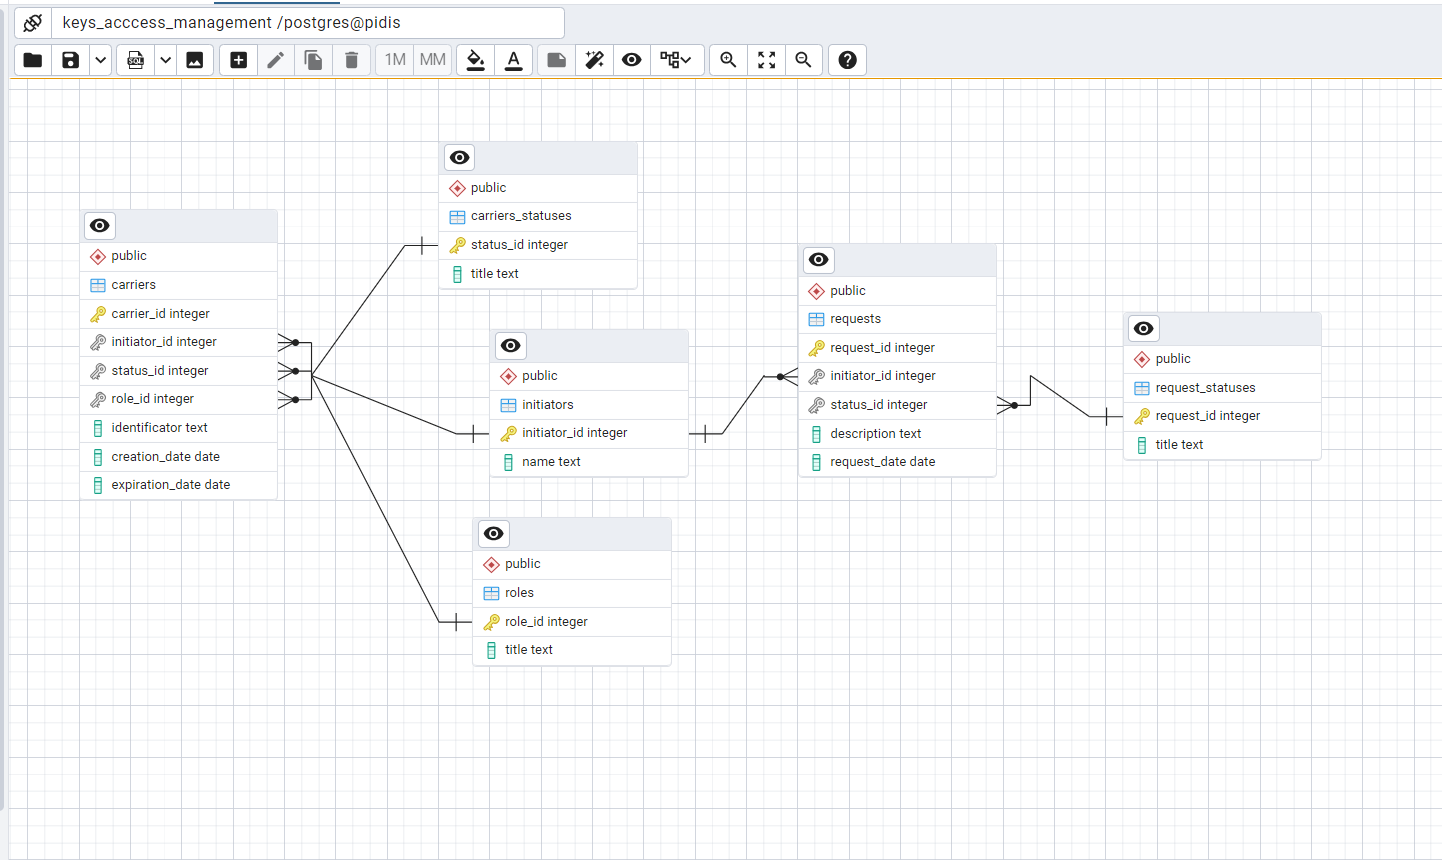 keys_acccess_management /postgres@pidis
SQL
1M
MM
A
public
carriers
carrier_id integer
initiator_id integer
status_id integer
role_id integer
identificator text
creation_date date
expiration_date date
public
carriers_statuses
status_id integer
title text
public
initiators
initiator_id integer
name text
public
roles
role_id integer
title text
public
requests
request_id integer
initiator_id integer
status_id integer
description text
request_date date
public
request_statuses
request_id integer
title text